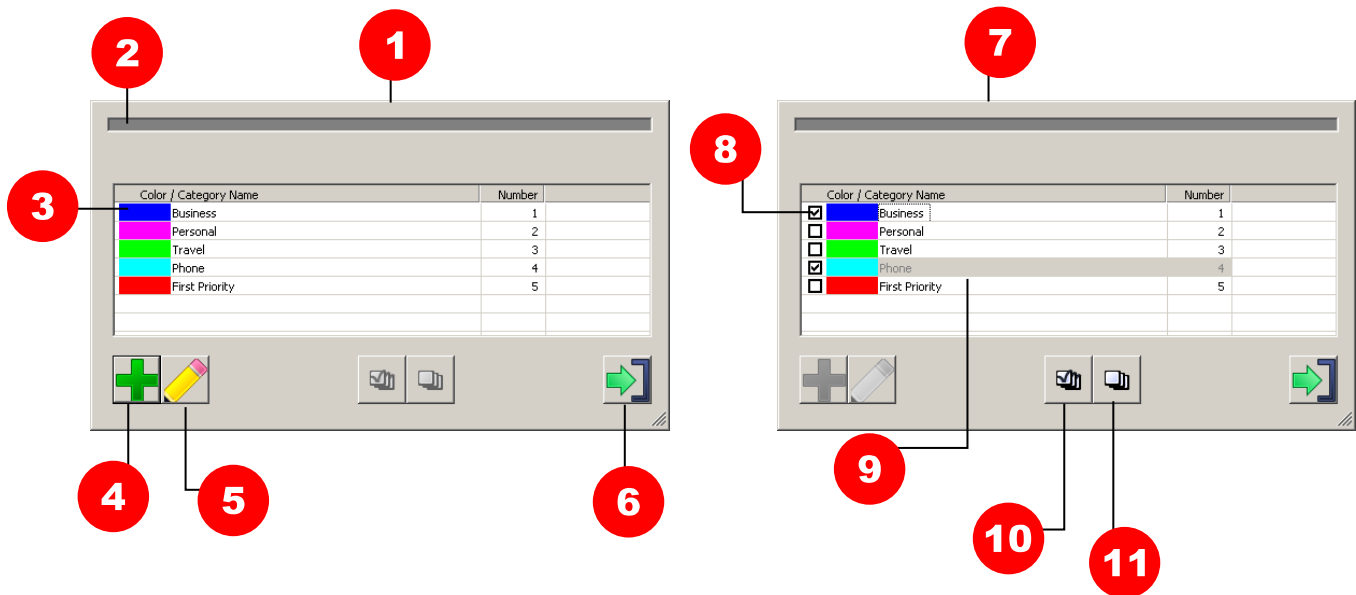 1
2
7
8
3
Color / Category Name Number
Business 1
Personal 2
Travel 3
Phone 4
First Priority 5
Color / Category Name Number
Business 1
Personal 2
Travel 3
Phone 4
First Priority 5
4
5
6
9
10
11